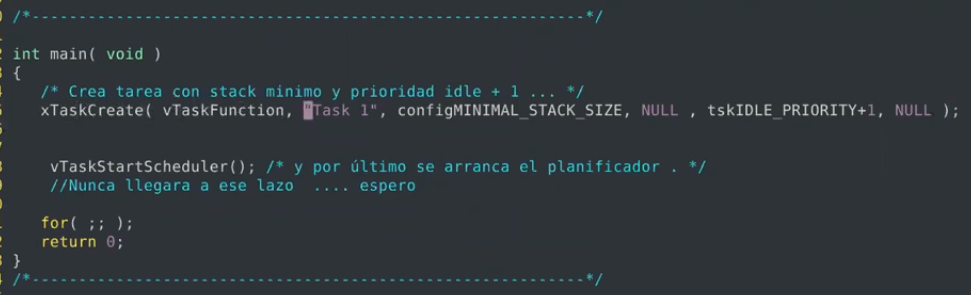 /*----------------------------------------------------------*/
int main( void )
{
/* Crea tarea con stack minimo y prioridad idle + 1 ... */
xTaskCreate( vTaskFunction, "Task 1", configMINIMAL_STACK_SIZE, NULL , tskIDLE_PRIORITY+1, NULL );
vTaskStartScheduler(); /* y por último se arranca el planificador . */
//Nunca llegara a ese lazo .... espero
for( ;; );
return 0;
}
/*----------------------------------------------------------*/